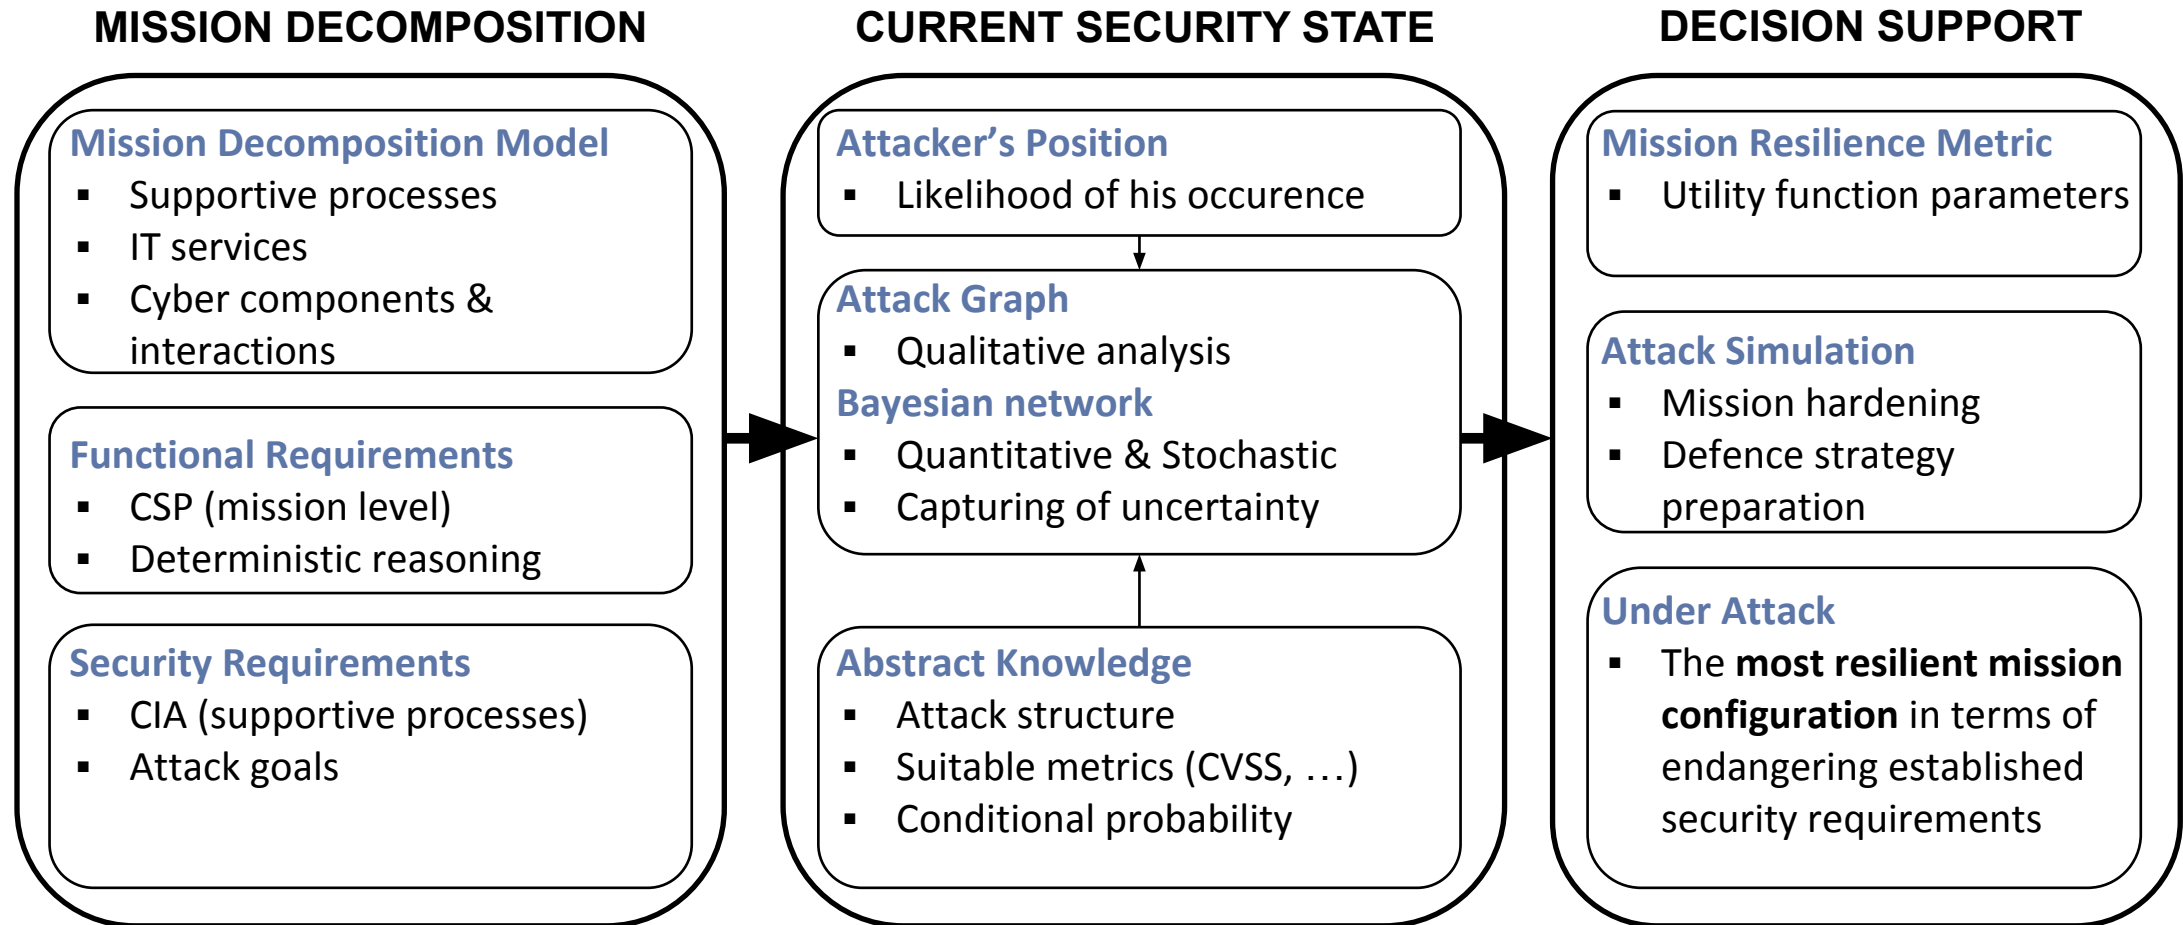 MISSION DECOMPOSITION
Mission Decomposition Model
▪ Supportive processes
▪ IT services
▪ Cyber components &
interactions
Functional Requirements
▪ CSP (mission level)
▪ Deterministic reasoning
Security Requirements
▪ CIA (supportive processes)
▪ Attack goals
CURRENT SECURITY STATE
Attacker’s Position
▪ Likelihood of his occurence
Attack Graph
▪ Qualitative analysis
Bayesian network
▪ Quantitative & Stochastic
▪ Capturing of uncertainty
Abstract Knowledge
▪ Attack structure
▪ Suitable metrics (CVSS, …)
▪ Conditional probability
DECISION SUPPORT
Mission Resilience Metric
▪ Utility function parameters
Attack Simulation
▪ Mission hardening
▪ Defence strategy
preparation
Under Attack
▪ The most resilient mission
configuration in terms of
endangering established
security requirements